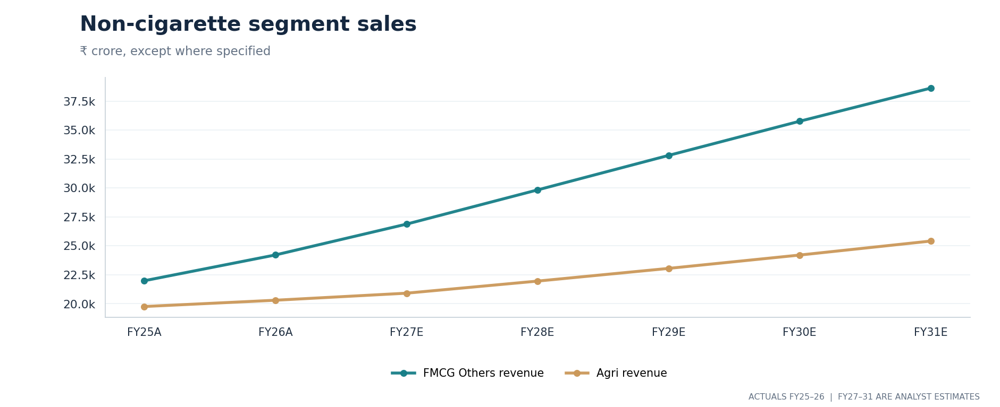 Non-cigarette segment sales
₹ crore, except where specified
37.5k
35.0k
32.5k
30.0k
27.5k
25.0k
22.5k
20.0k
FY25A FY26A FY27E FY28E FY29E FY30E FY31E
FMCG Others revenue Agri revenue
ACTUALS FY25–26 | FY27–31 ARE ANALYST ESTIMATES